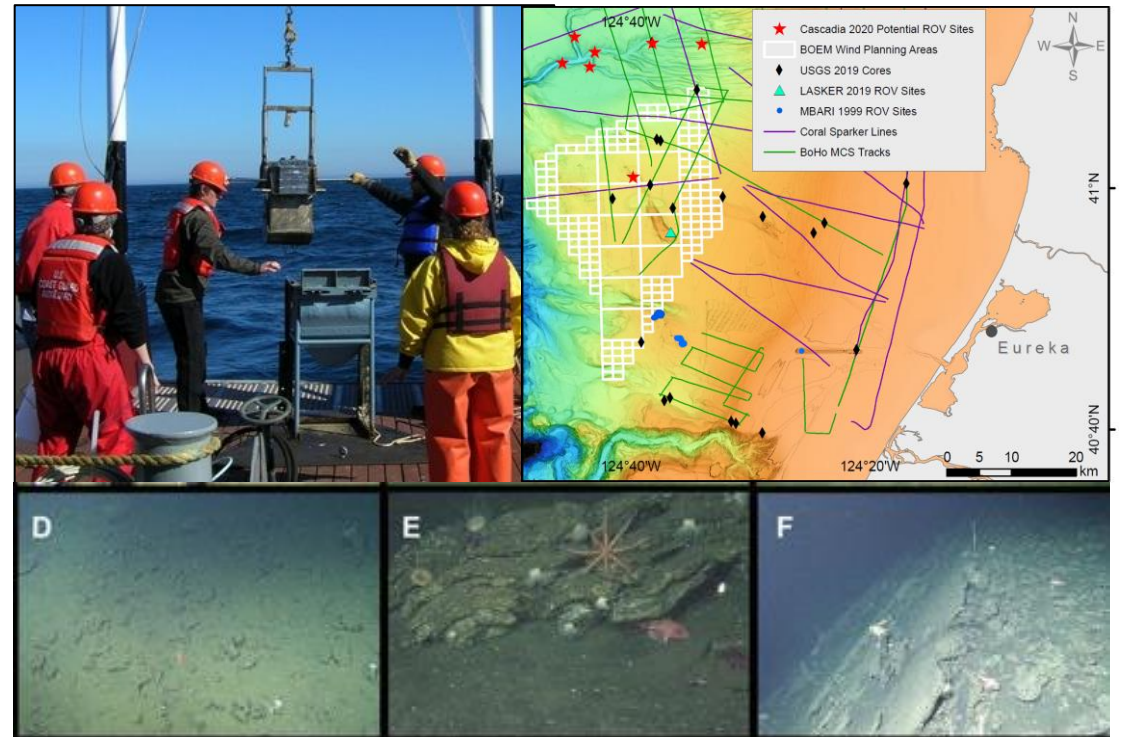 U.S.
COAST GUARD
124°40'W
Cascadia 2020 Potential ROV Sites
BOEM Wind Planning Areas
USGS 2019 Cores
LASKER 2019 ROV Sites
MBARI 1999 ROV Sites
Coral Sparker Lines
BoHo MCS Tracks
N
W E
S
41°N
Eureka
40°40'N
124°40'W
124°20'W
0 5 10 20
km
D
E
F